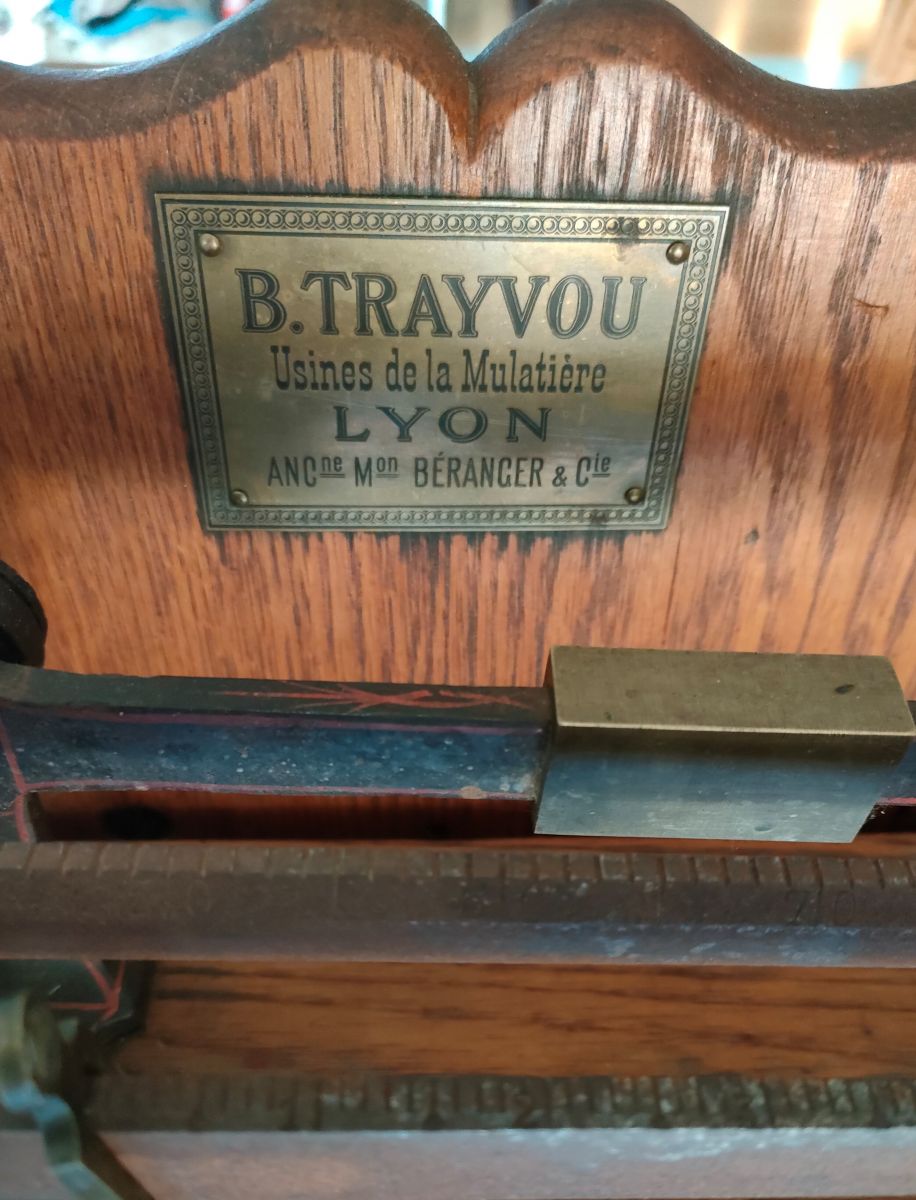 B. TRAYVOU
Usines de la Mulatière
LYON
ANCne Mon BÉRANGER & Cie